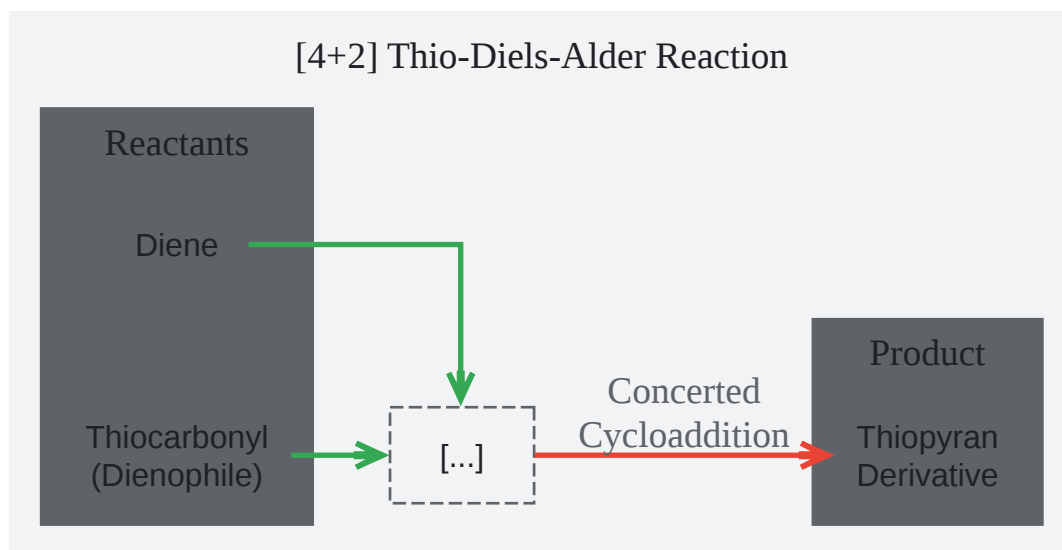 [4+2] Thio-Diels-Alder Reaction
Reactants
Diene
Thiocarbonyl
(Dienophile)
[...]
Concerted
Cycloaddition
Product
Thiopyran
Derivative